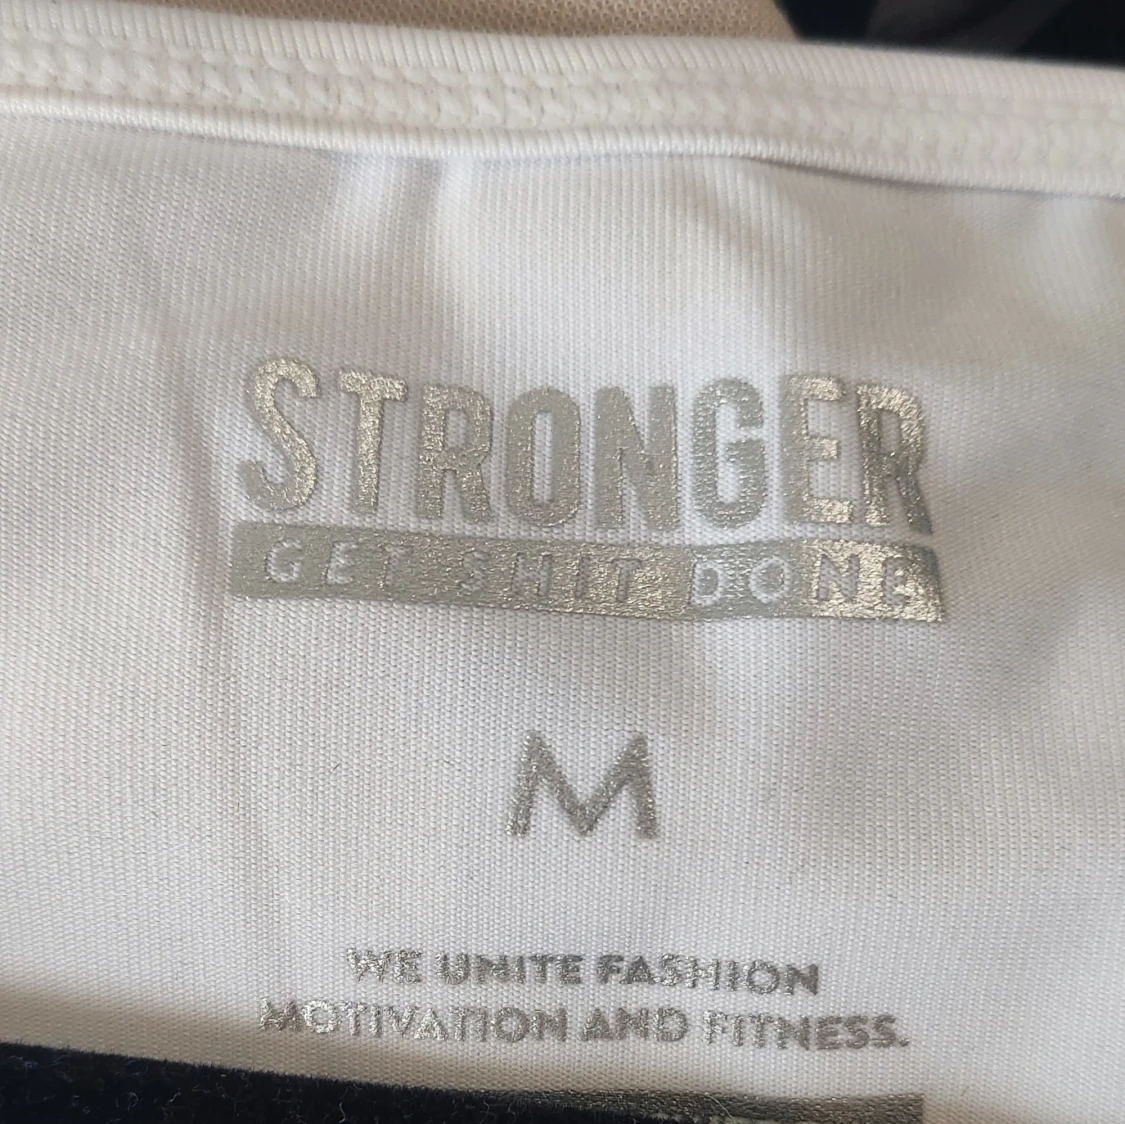 STRONGER
GET SHIT DONE
M
WE UNITE FASHION
MOTIVATION AND FITNESS.